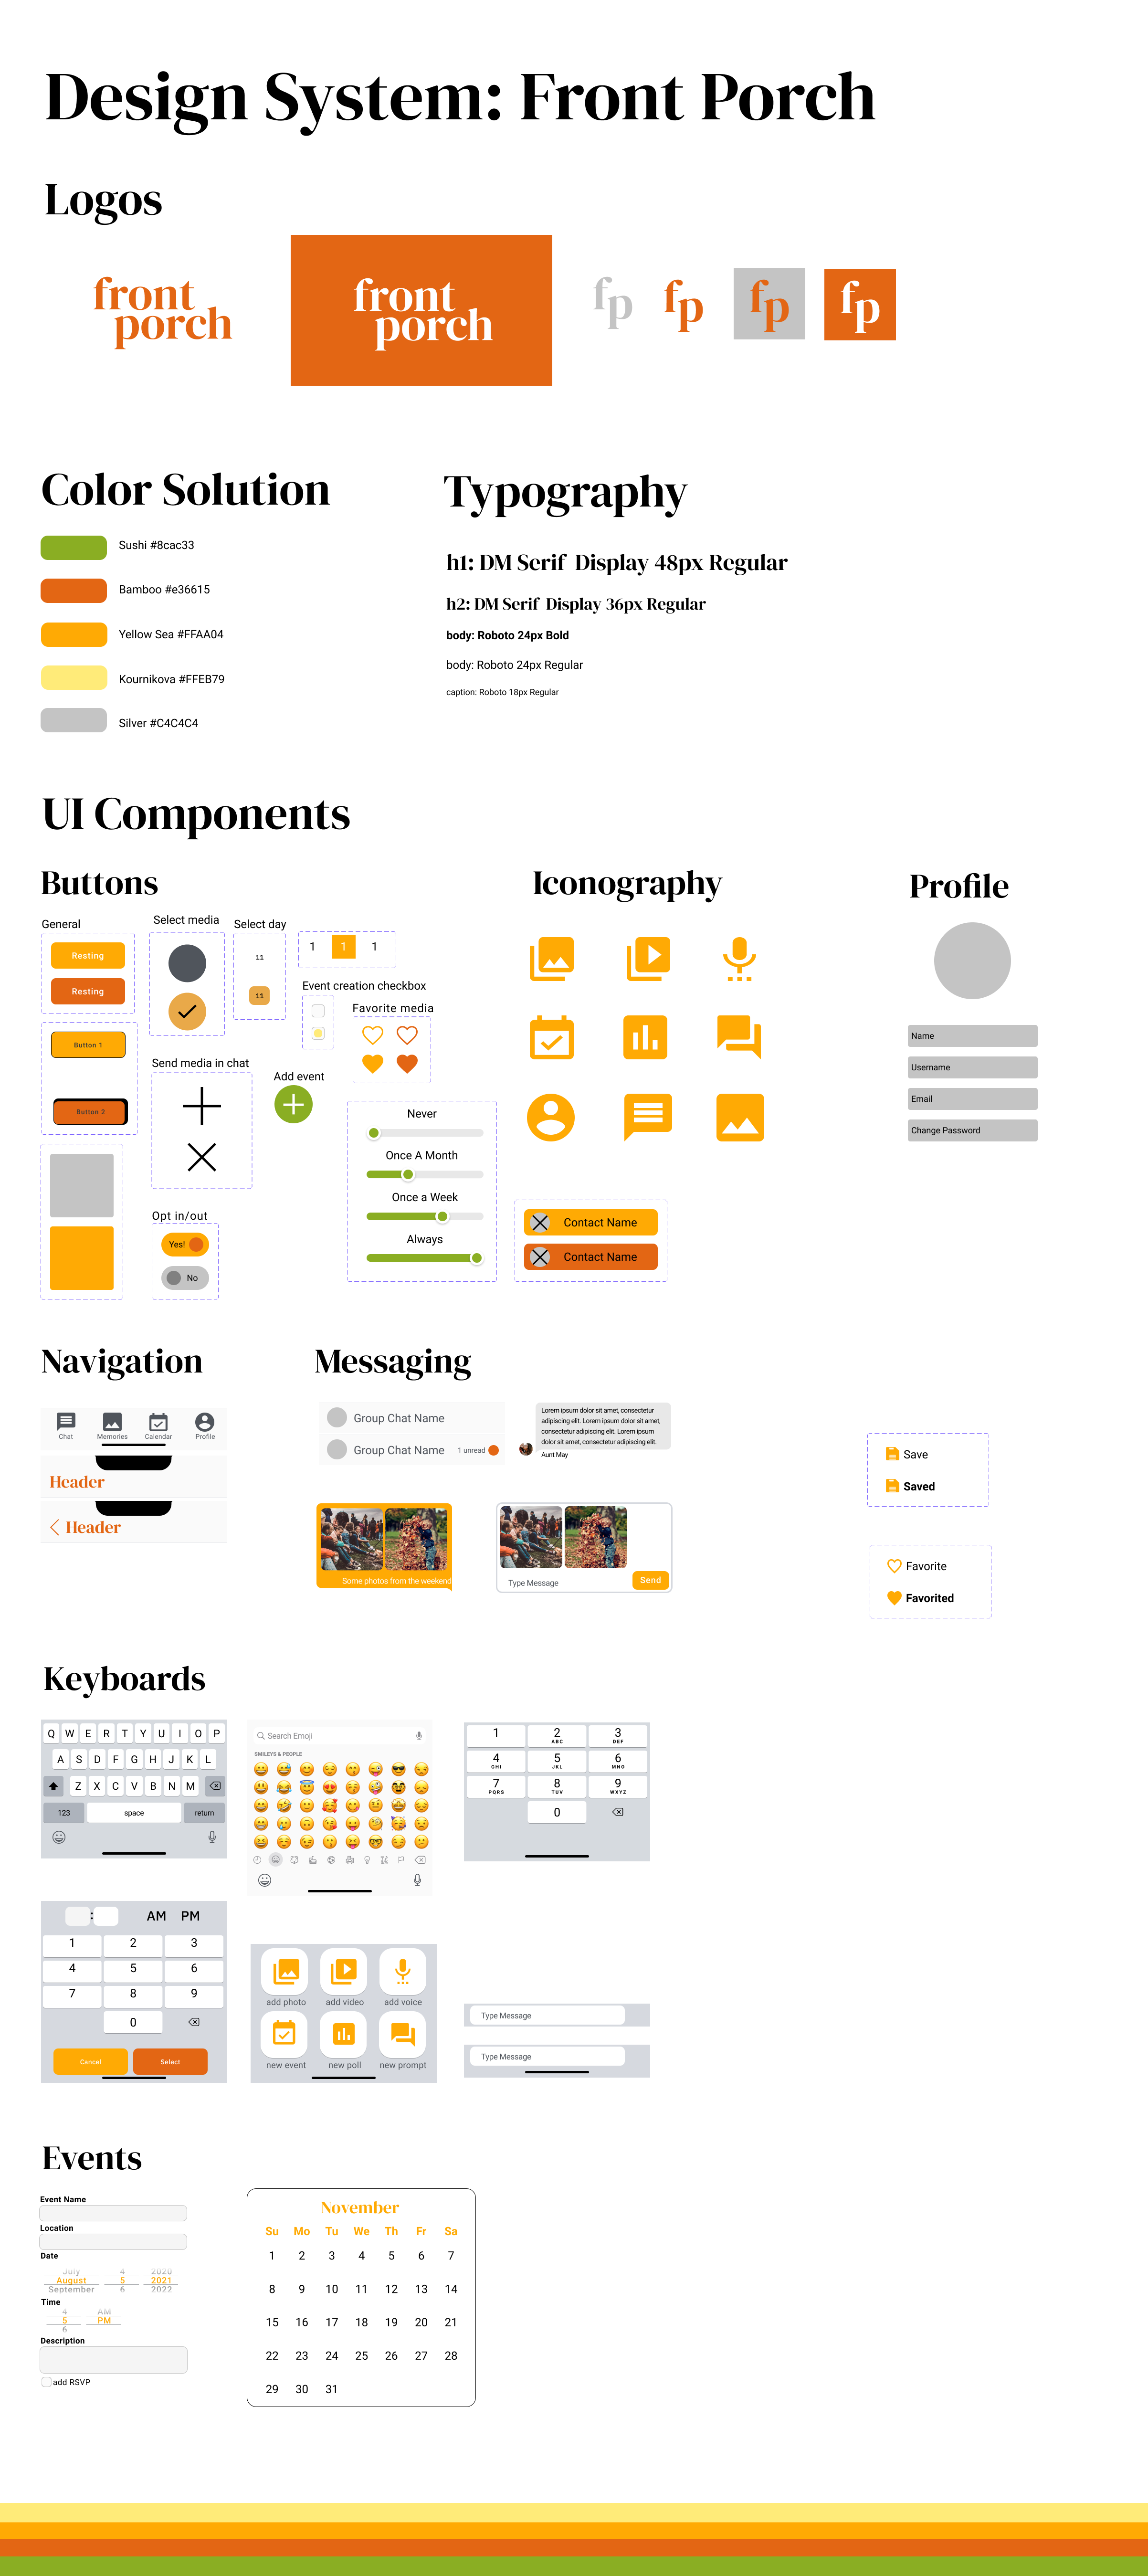 Design System: Front Porch
Logos
front
porch
front
porch
fp
fp
fp
fp
Color Solution
Sushi #8cac33
Bamboo #e36615
Yellow Sea #FFAA04
Kournikova #FFEB79
Silver #C4C4C4
Typography
h1: DM Serif Display 48px Regular
h2: DM Serif Display 36px Regular
body: Roboto 24px Bold
body: Roboto 24px Regular
caption: Roboto 18px Regular
UI Components
Buttons
General
Resting
Resting
Button 1
Button 2
Select media
Select day
11
11
1 1 1
Event creation checkbox
Favorite media
Send media in chat
Add event
Opt in/out
Yes!
No
Never
Once A Month
Once a Week
Always
Iconography
Contact Name
Contact Name
Profile
Name
Username
Email
Change Password
Navigation
Chat Memories Calendar Profile
Header
Header
Messaging
Group Chat Name
Group Chat Name 1 unread
Lorem ipsum dolor sit amet, consectetur
adipiscing elit. Lorem ipsum dolor sit amet,
consectetur adipiscing elit. Lorem ipsum
dolor sit amet, consectetur adipiscing elit.
Aunt May
Some photos from the weekend
Type Message
Send
Save
Saved
Favorite
Favorited
Keyboards
Q W E R T Y U I O P
A S D F G H J K L
Z X C V B N M
123 space return
Search Emoji
SMILEYS & PEOPLE
1 2 3
ABC DEF
4 5 6
GHI JKL MNO
7 8 9
PQRS TUV WXYZ
0
: AM PM
1 2 3
4 5 6
7 8 9
0
Cancel Select
add photo add video add voice
new event new poll new prompt
Type Message
Type Message
Events
Event Name
Location
Date
July 4 2020
August 5 2021
September 6 2022
Time
4 AM
5 PM
6
Description
add RSVP
November
Su Mo Tu We Th Fr Sa
1 2 3 4 5 6 7
8 9 10 11 12 13 14
15 16 17 18 19 20 21
22 23 24 25 26 27 28
29 30 31